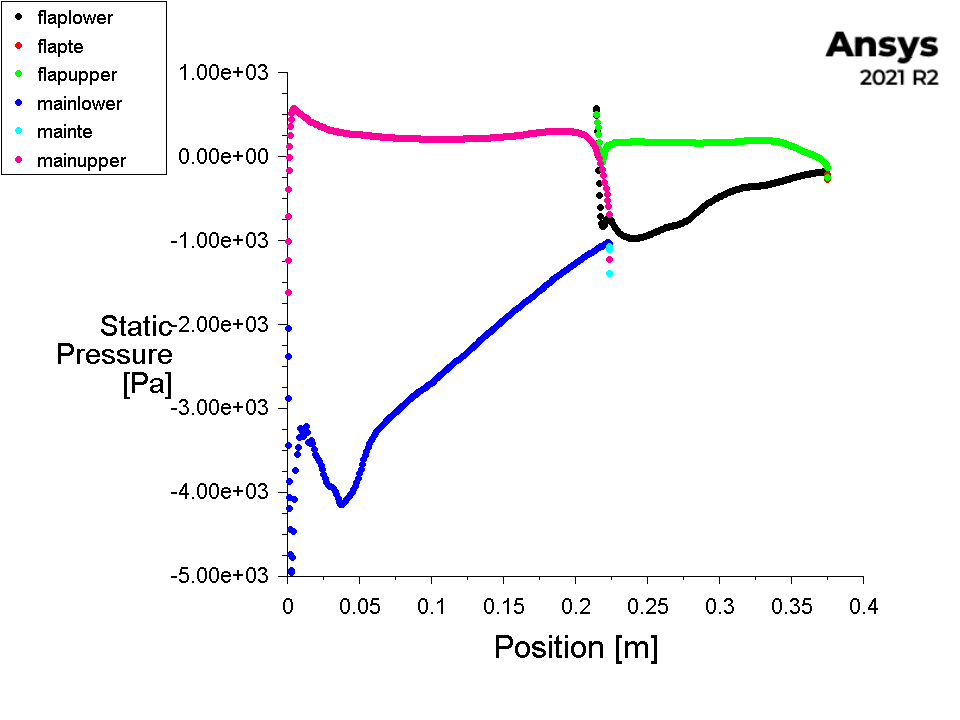 flaplower
flapte
flapupper
mainlower
mainte
mainupper
Ansys
2021 R2
1.00e+03
0.00e+00
-1.00e+03
-2.00e+03
-3.00e+03
-4.00e+03
-5.00e+03
Static
Pressure
[Pa]
0 0.05 0.1 0.15 0.2 0.25 0.3 0.35 0.4
Position [m]